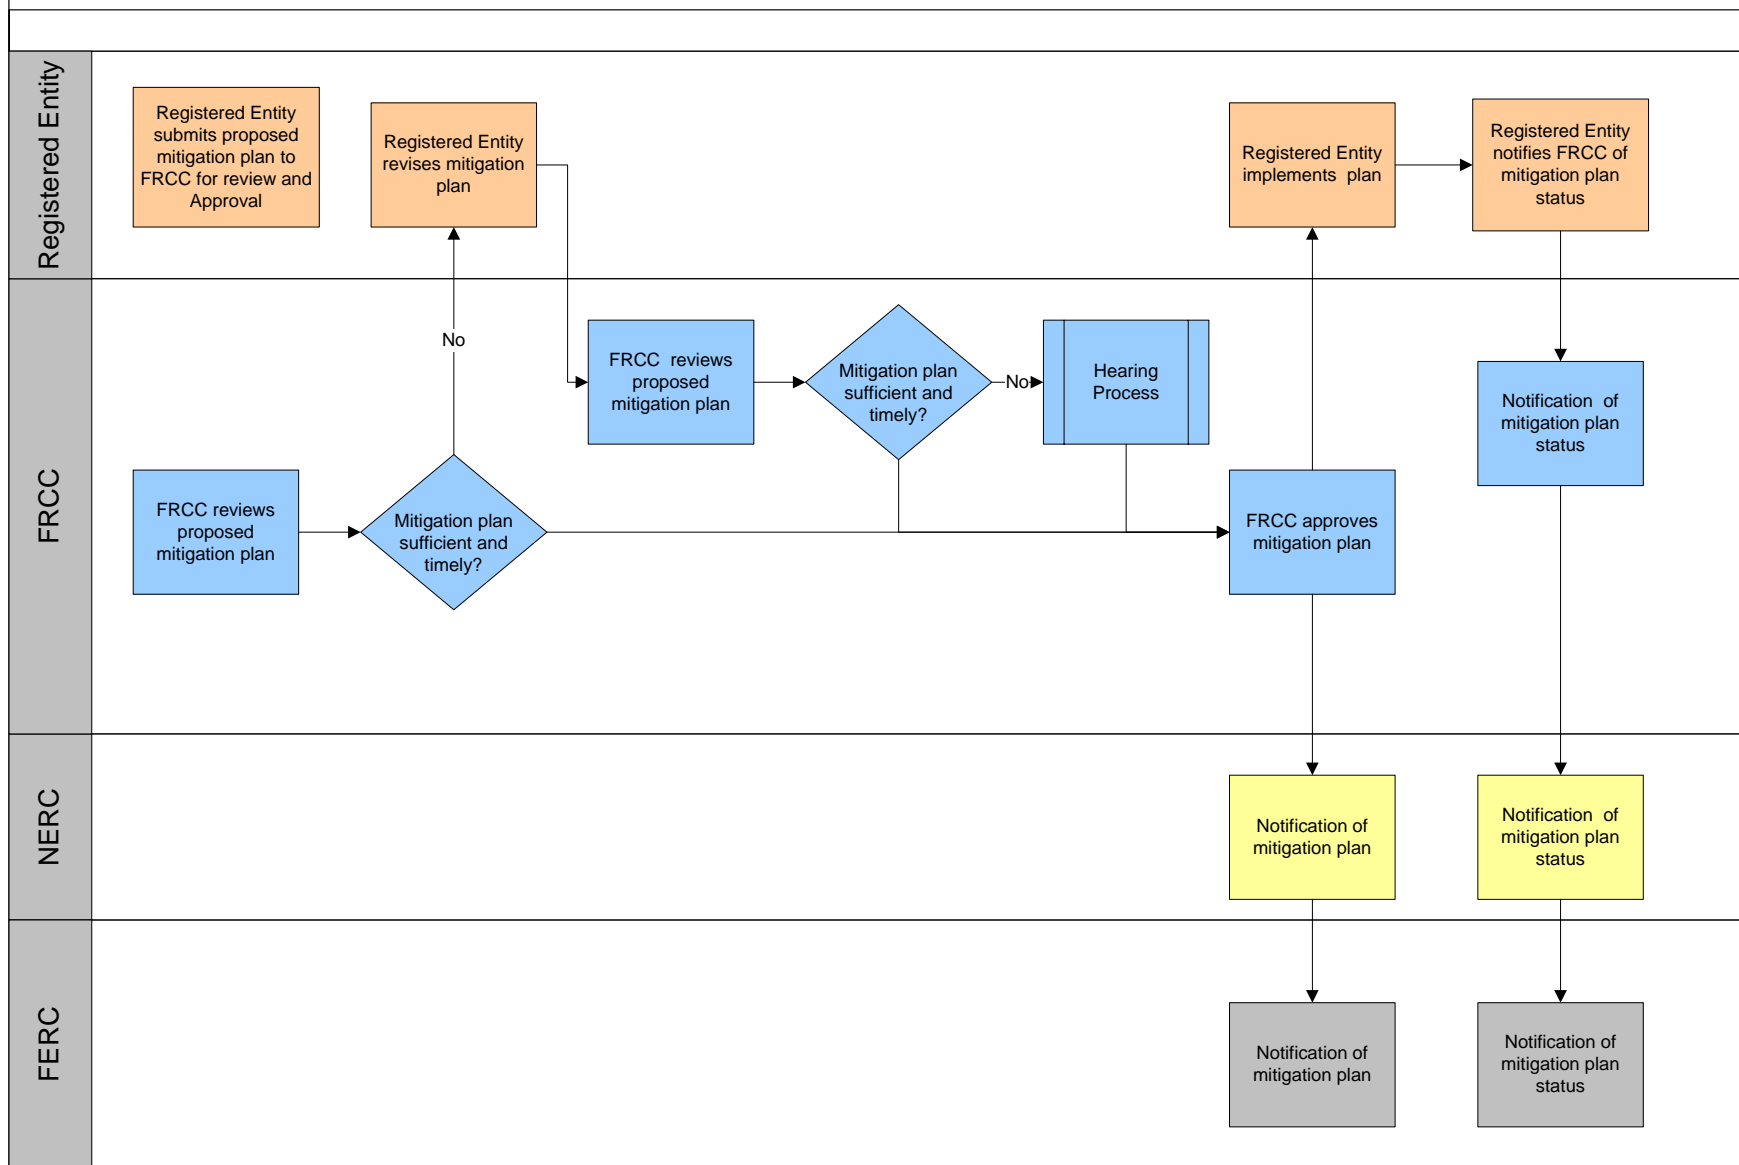 Registered Entity
Registered Entity
submits proposed
mitigation plan to
FRCC for review and
Approval
Registered Entity
revises mitigation
plan
Registered Entity
implements plan
Registered Entity
notifies FRCC of
mitigation plan
status
FRCC
No
FRCC reviews
proposed
mitigation plan
Mitigation plan
sufficient and
timely?
No
Hearing
Process
Notification of
mitigation plan
status
FRCC reviews
proposed
mitigation plan
Mitigation plan
sufficient and
timely?
FRCC approves
mitigation plan
NERC
Notification of
mitigation plan
Notification of
mitigation plan
status
FERC
Notification of
mitigation plan
Notification of
mitigation plan
status